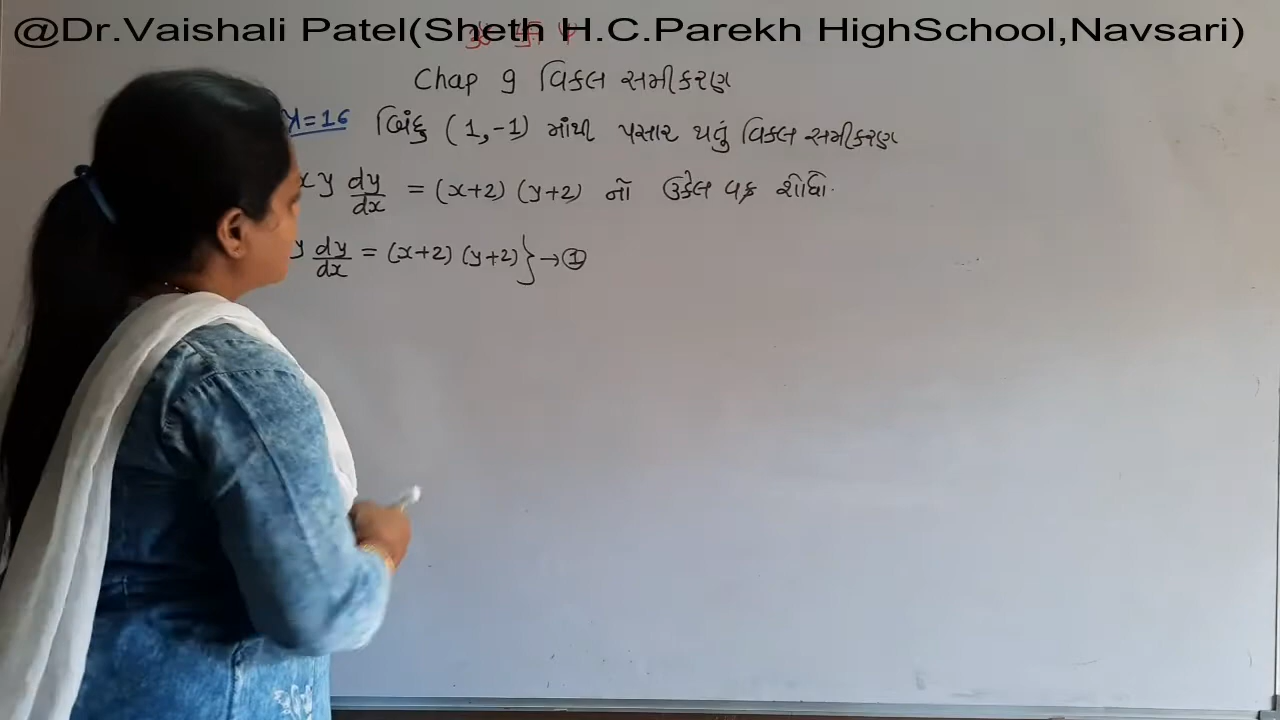 @Dr.Vaishali Patel(Sheth H.C.Parekh HighSchool,Navsari)
Chap 9 વિકલ સમીકરણ
=16 બિંદુ (1,-1) માંથી પસાર થતું વિકલ સમીકરણ
xy dy/dx = (x+2) (y+2) નો ઉકેલ વક્ર શોધો.
y dy/dx = (x+2) (y+2) } → ①